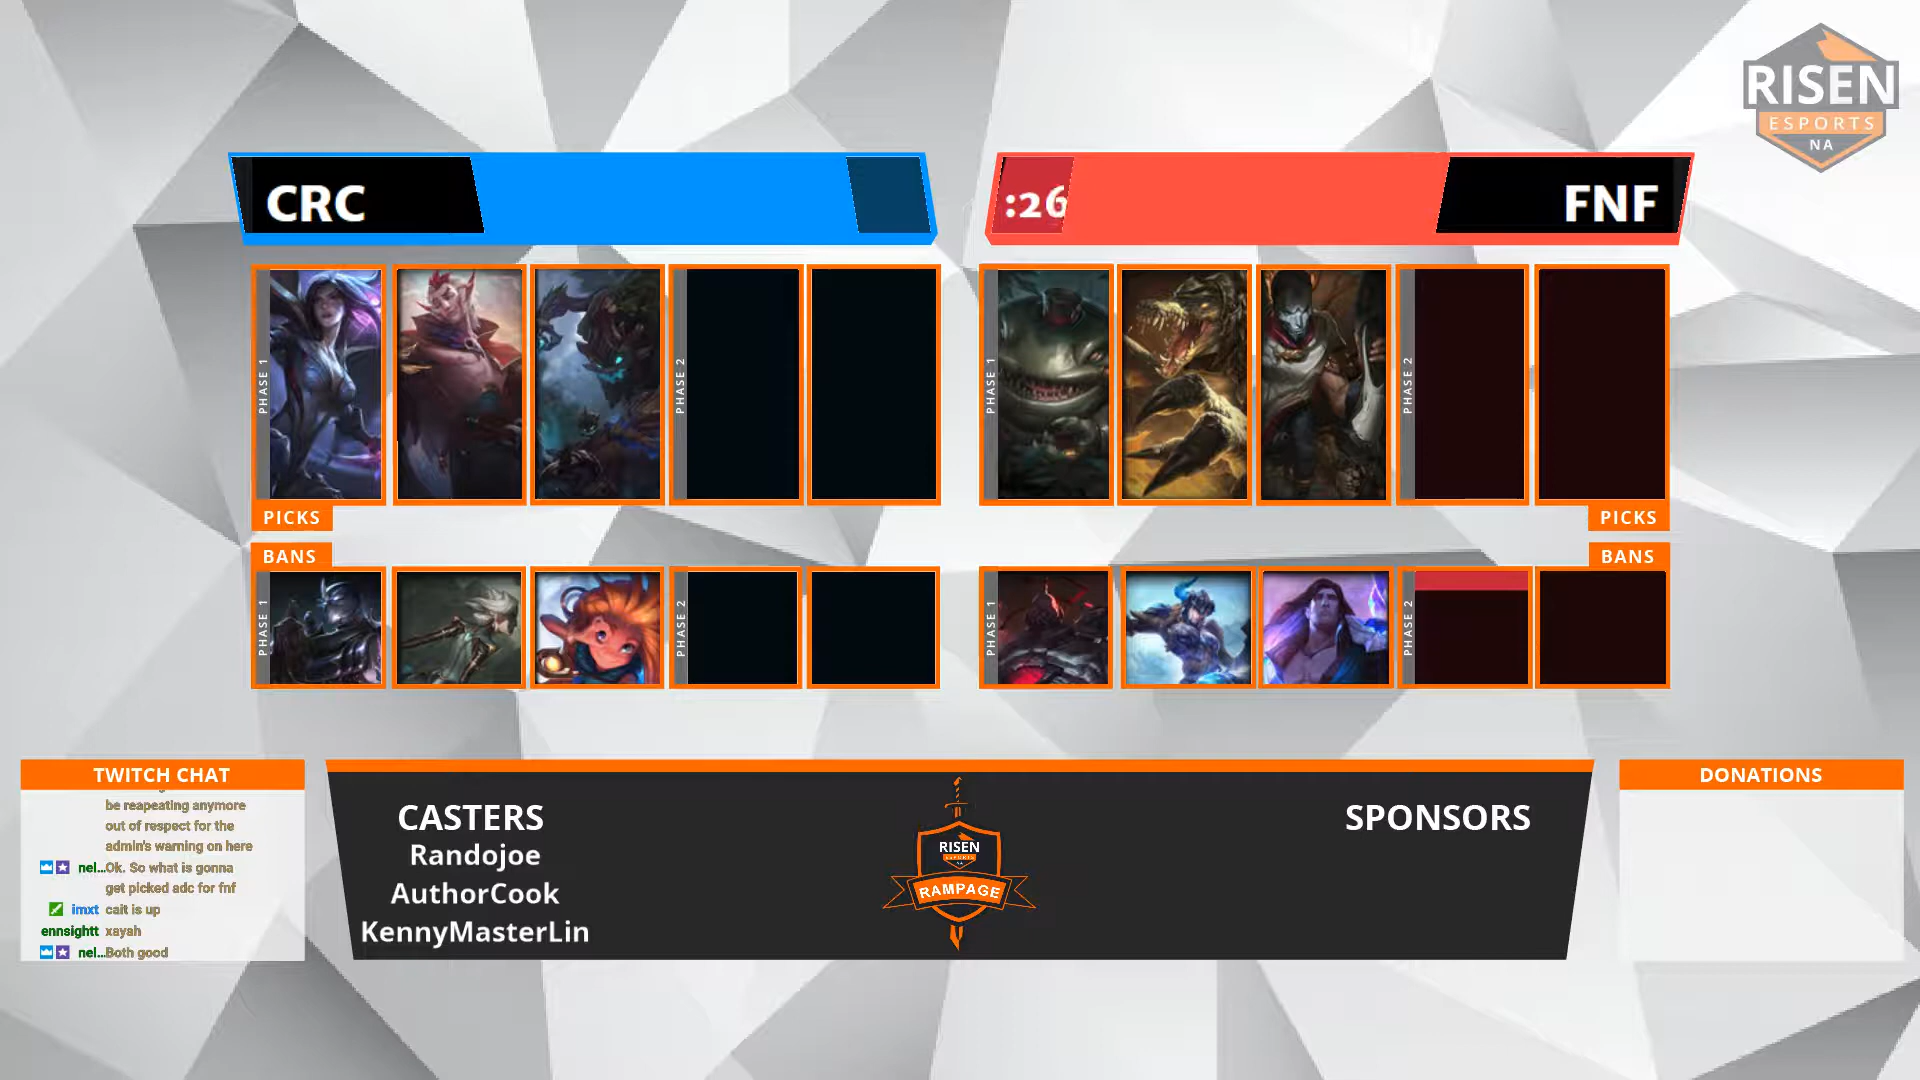 RISEN
ESPORTS
NA
CRC
:26
FNF
PHASE 1
PHASE 2
PHASE 1
PHASE 2
PICKS
PICKS
BANS
BANS
PHASE 1
PHASE 2
PHASE 1
PHASE 2
TWITCH CHAT
be reapeating anymore
out of respect for the
admin's warning on here
nel...Ok. So what is gonna
get picked adc for fnf
imxt cait is up
ennsightt xayah
nel...Both good
CASTERS
Randojoe
AuthorCook
KennyMasterLin
RISEN
ESPORTS
NA
RAMPAGE
SPONSORS
DONATIONS